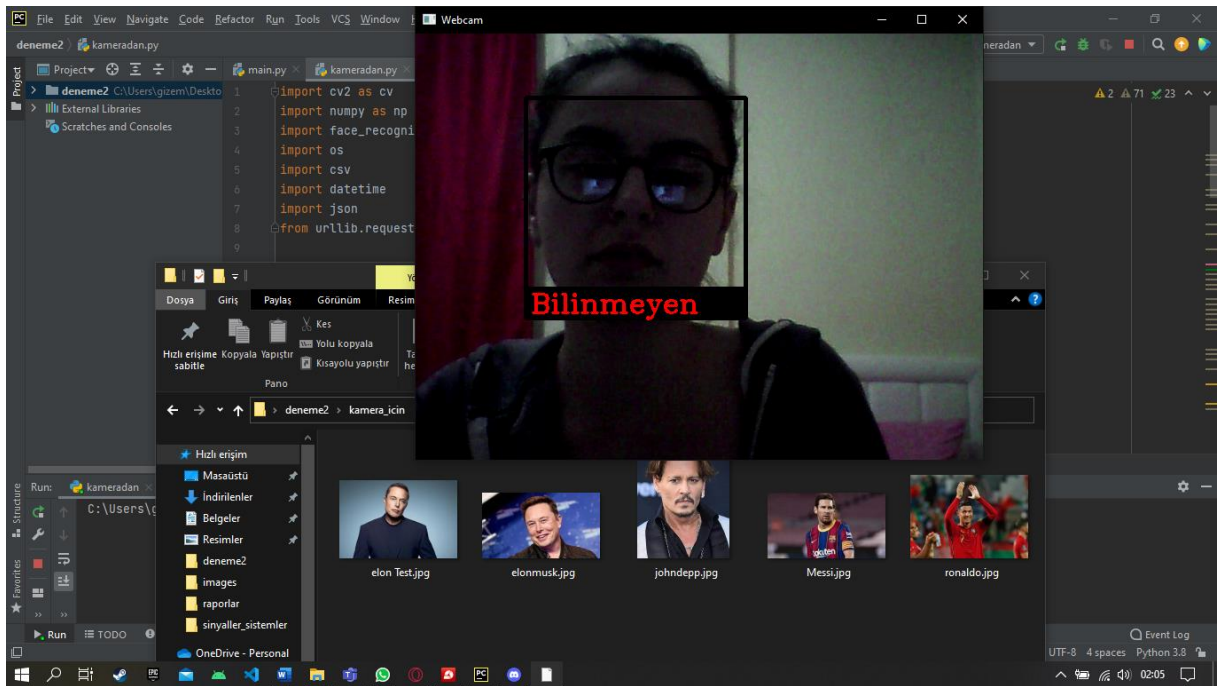 File Edit View Navigate Code Refactor Run Tools VCS Window
Webcam
deneme2 kameradan.py
Project
main.py kameradan.py
Project
deneme2 C:\Users\gizem\Deskto
External Libraries
Scratches and Consoles
2 71 23
1 import cv2 as cv
2 import numpy as np
3 import face_recogni
4 import os
5 import csv
6 import datetime
7 import json
8 from urllib.request
9
Bilinmeyen
Dosya Giriş Paylaş Görünüm Resim
Hızlı erişime sabitle
Kopyala
Yapıştır
Kes
Yolu kopyala
Kısayolu yapıştır
Pano
deneme2 > kamera_icin
Hızlı erişim
Masaüstü
İndirilenler
Belgeler
Resimler
deneme2
images
raporlar
sinyaller_sistemler
OneDrive - Personal
elon Test.jpg
elonmusk.jpg
johndepp.jpg
Messi.jpg
ronaldo.jpg
Run: kameradan
C:\Users\g
Structure
Favorites
Run TODO
Event Log
UTF-8 4 spaces Python 3.8
02:05